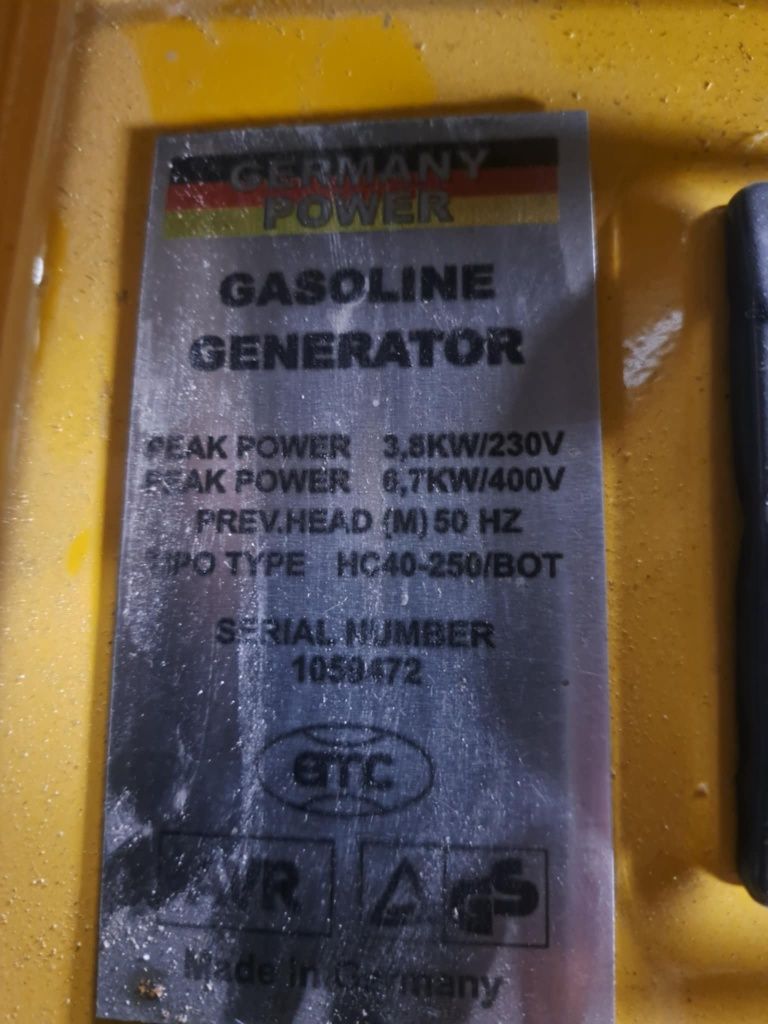 GERMANY
POWER
GASOLINE
GENERATOR
PEAK POWER 3,8KW/230V
PEAK POWER 6,7KW/400V
PREV.HEAD (M) 50 HZ
TIPO TYPE HC40-250/BOT
SERIAL NUMBER
1059472
GS
Made in Germany